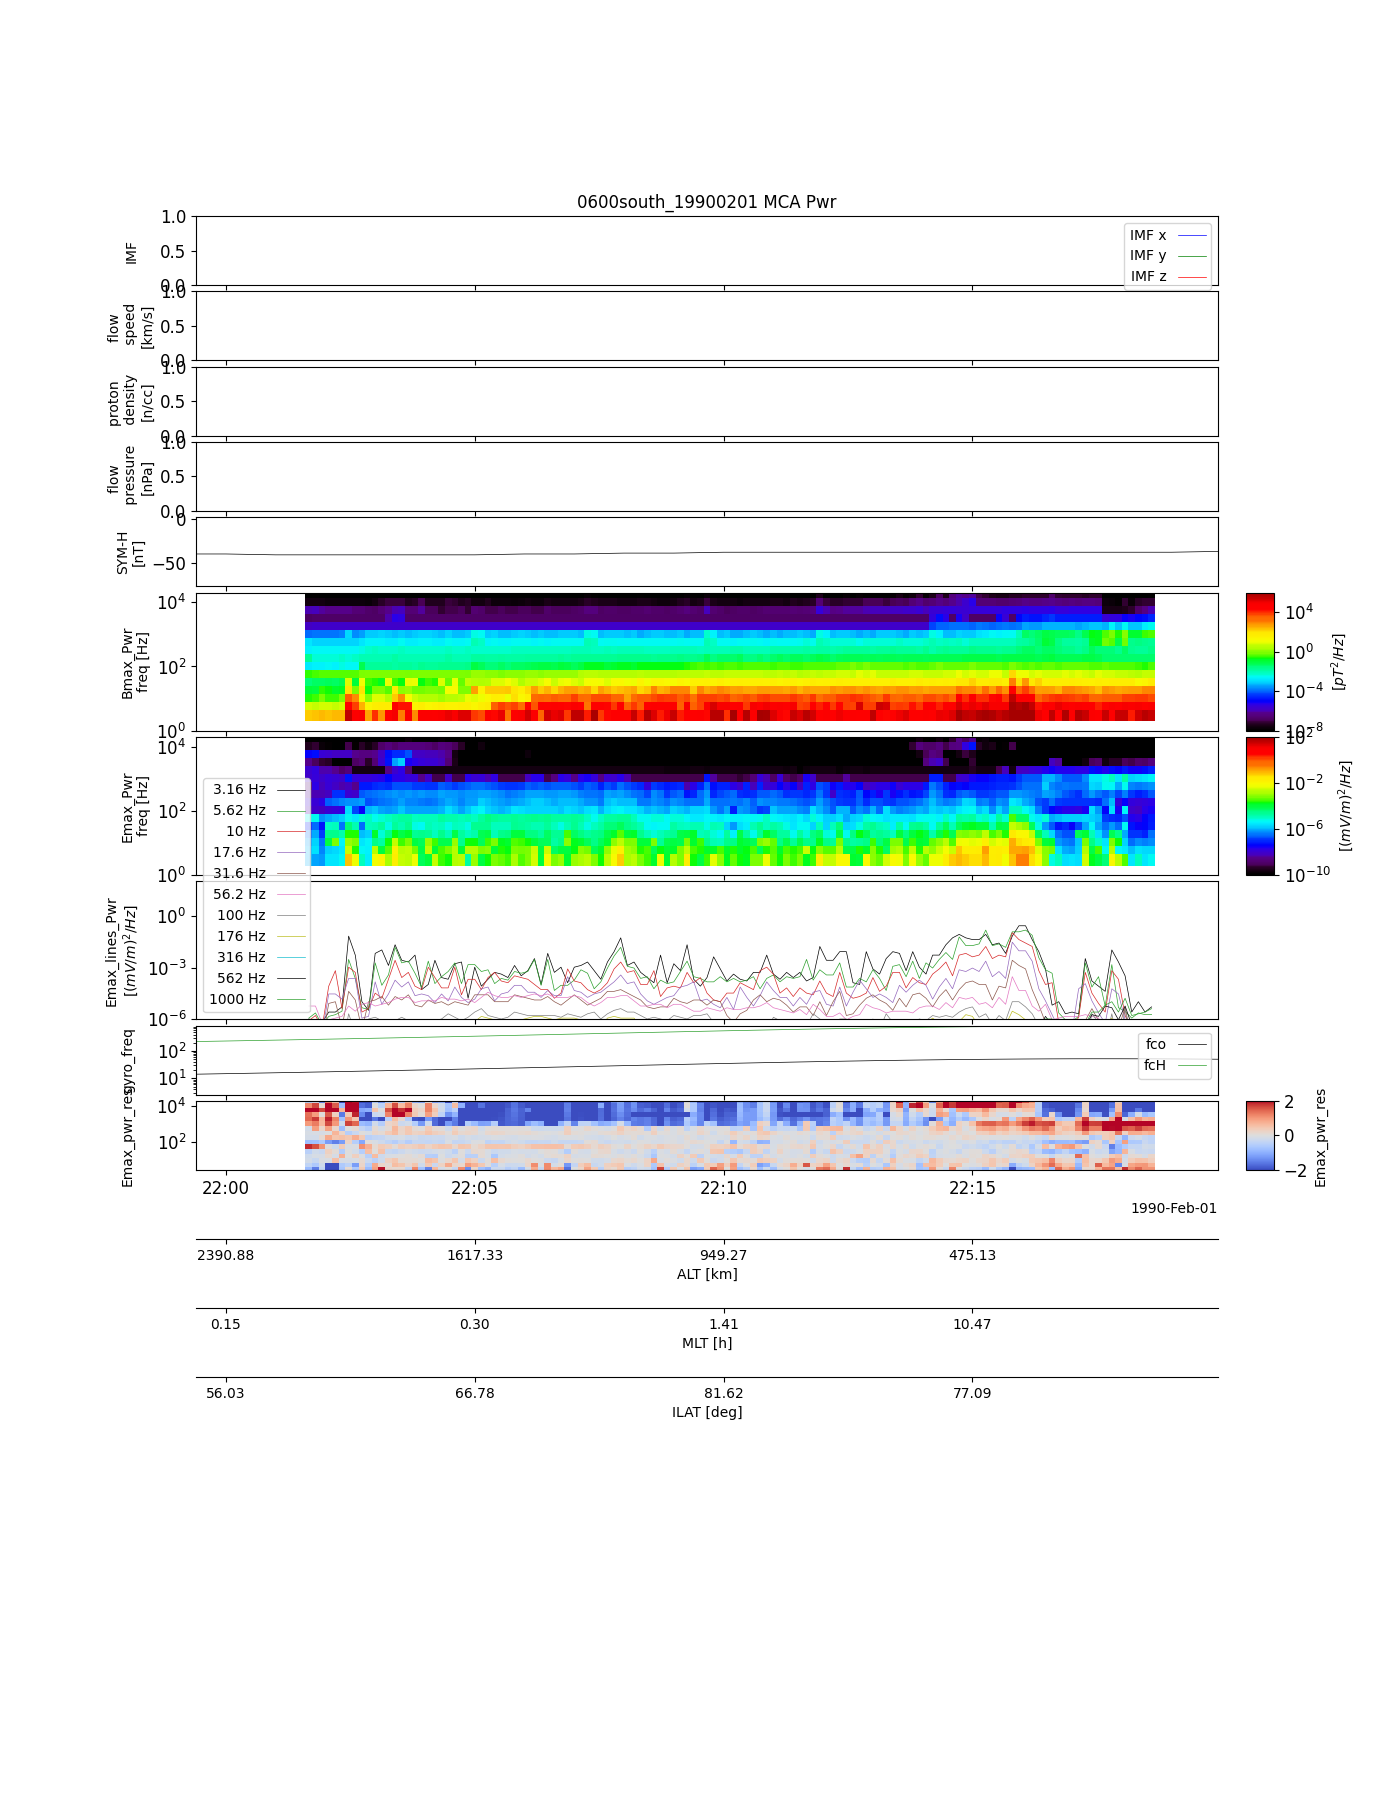 0600south_19900201 MCA Pwr
1.0
0.5
0.0
IMF
IMF x
IMF y
IMF z
1.0
0.5
0.0
flow
speed
[km/s]
1.0
0.5
0.0
proton
density
[n/cc]
1.0
0.5
0.0
flow
pressure
[nPa]
0
−50
SYM-H
[nT]
10^4
10^2
10^0
Bmax_Pwr
freq [Hz]
10^4
10^0
10^−4
10^−8
[pT^2/Hz]
10^4
10^2
10^0
Emax_Pwr
freq [Hz]
10^2
10^−2
10^−6
10^−10
[(mV/m)^2/Hz]
3.16 Hz
5.62 Hz
10 Hz
17.6 Hz
31.6 Hz
56.2 Hz
100 Hz
176 Hz
316 Hz
562 Hz
1000 Hz
10^0
10^−3
10^−6
Emax_lines_Pwr
[(mV/m)^2/Hz]
10^2
10^1
gyro_freq
fco
fcH
10^4
10^2
Emax_pwr_res
2
0
−2
Emax_pwr_res
22:00 22:05 22:10 22:15
1990-Feb-01
2390.88 1617.33 949.27 475.13
ALT [km]
0.15 0.30 1.41 10.47
MLT [h]
56.03 66.78 81.62 77.09
ILAT [deg]